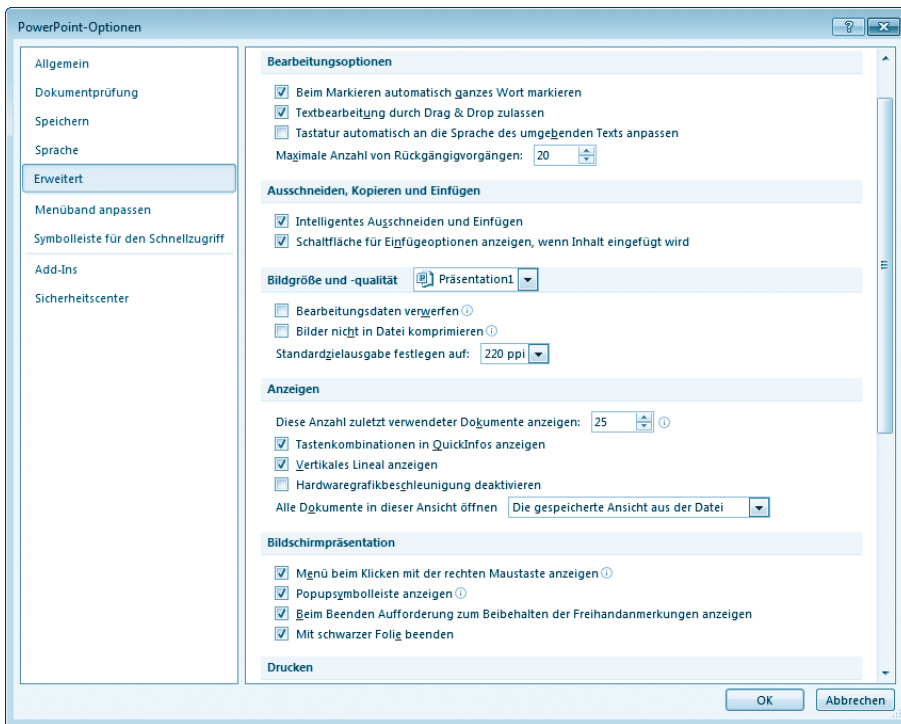 PowerPoint-Optionen
Allgemein
Dokumentprüfung
Speichern
Sprache
Erweitert
Menüband anpassen
Symbolleiste für den Schnellzugriff
Add-Ins
Sicherheitscenter
Bearbeitungsoptionen
Beim Markieren automatisch ganzes Wort markieren
Textbearbeitung durch Drag & Drop zulassen
Tastatur automatisch an die Sprache des umgebenden Texts anpassen
Maximale Anzahl von Rückgängigvorgängen: 20
Ausschneiden, Kopieren und Einfügen
Intelligentes Ausschneiden und Einfügen
Schaltfläche für Einfügeoptionen anzeigen, wenn Inhalt eingefügt wird
Bildgröße und -qualität Präsentation1
Bearbeitungsdaten verwerfen
Bilder nicht in Datei komprimieren
Standardzielausgabe festlegen auf: 220 ppi
Anzeigen
Diese Anzahl zuletzt verwendeter Dokumente anzeigen: 25
Tastenkombinationen in QuickInfos anzeigen
Vertikales Lineal anzeigen
Hardwaregrafikbeschleunigung deaktivieren
Alle Dokumente in dieser Ansicht öffnen Die gespeicherte Ansicht aus der Datei
Bildschirmpräsentation
Menü beim Klicken mit der rechten Maustaste anzeigen
Popupsymbolleiste anzeigen
Beim Beenden Aufforderung zum Beibehalten der Freihandanmerkungen anzeigen
Mit schwarzer Folie beenden
Drucken
OK Abbrechen